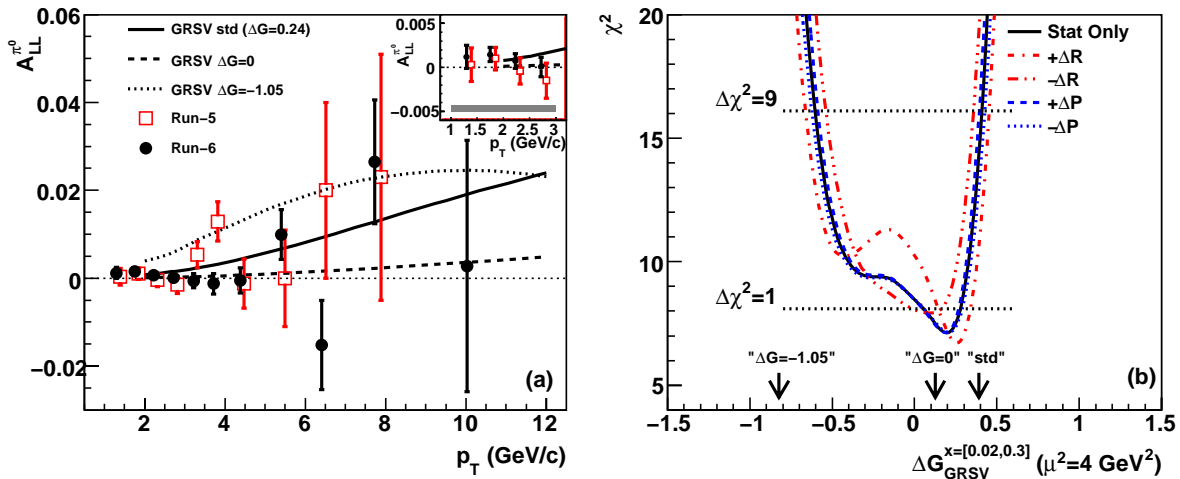 0.06
0.04
0.02
0
−0.02
A_LL^π⁰
GRSV std (ΔG=0.24)
GRSV ΔG=0
GRSV ΔG=−1.05
Run−5
Run−6
0.005
0
−0.005
A_LL^π⁰
1 1.5 2 2.5 3
p_T (GeV/c)
(a)
2 4 6 8 10 12
p_T (GeV/c)
χ²
20
15
10
5
Stat Only
+ΔR
−ΔR
+ΔP
−ΔP
Δχ²=9
Δχ²=1
"ΔG=−1.05" "ΔG=0" "std"
(b)
−1.5 −1 −0.5 0 0.5 1 1.5
ΔG_GRSV^x=[0.02,0.3] (μ²=4 GeV²)